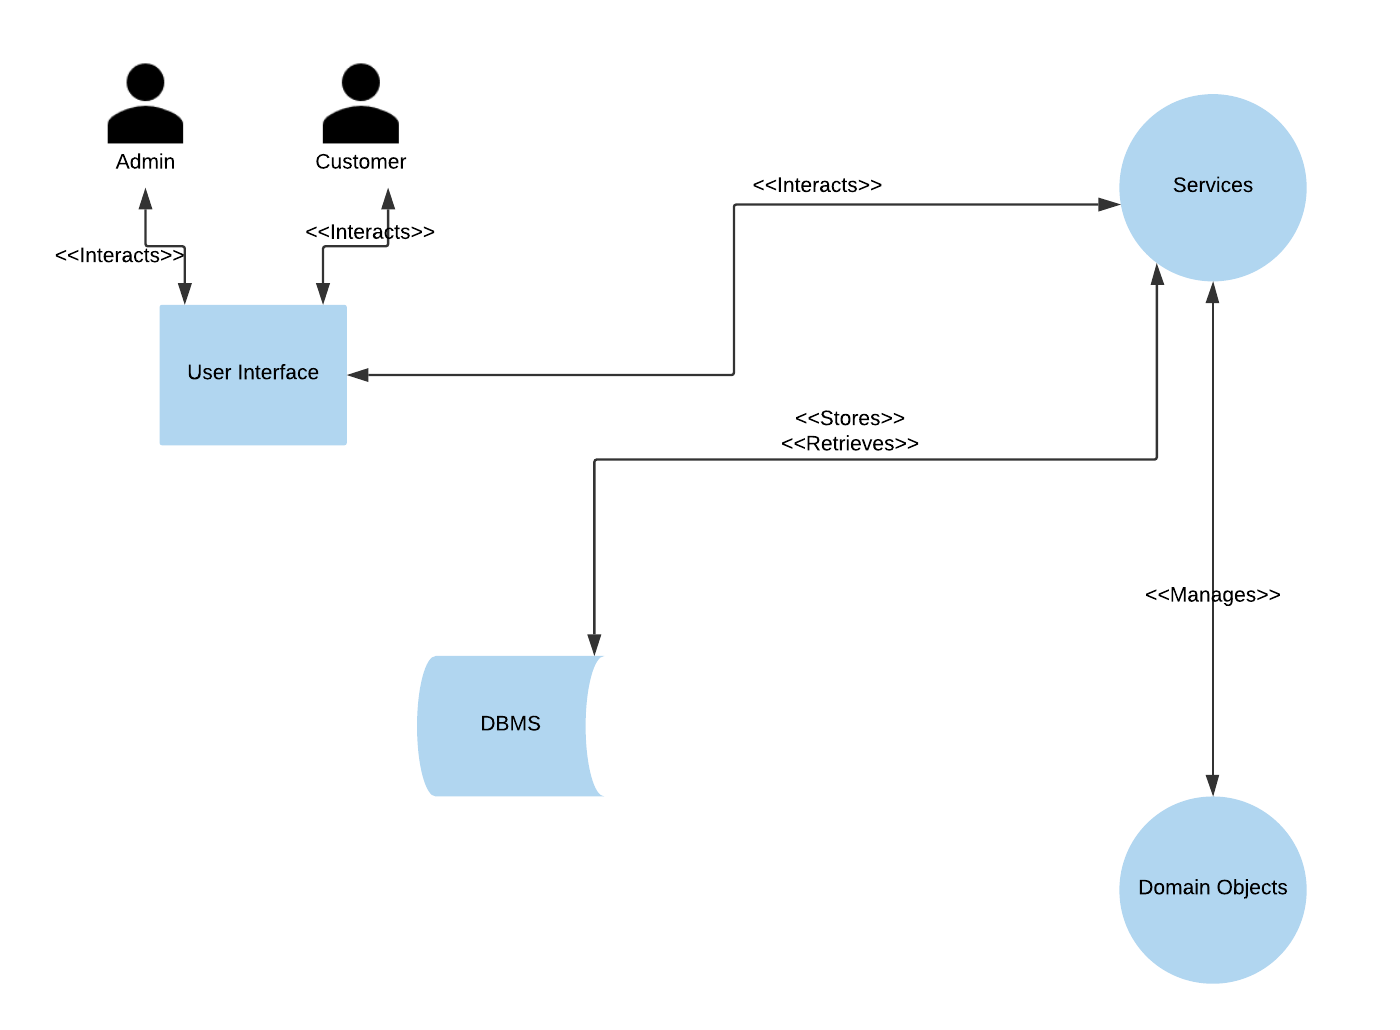 Admin
Customer
<<Interacts>>
Services
<<Interacts>>
<<Interacts>>
User Interface
<<Stores>>
<<Retrieves>>
<<Manages>>
DBMS
Domain Objects